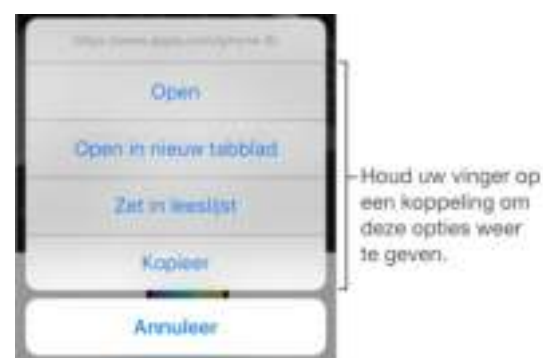 Open
Open in nieuw tabblad
Zet in leeslijst
Kopieer
Annuleer
Houd uw vinger op
een koppeling om
deze opties weer
te geven.